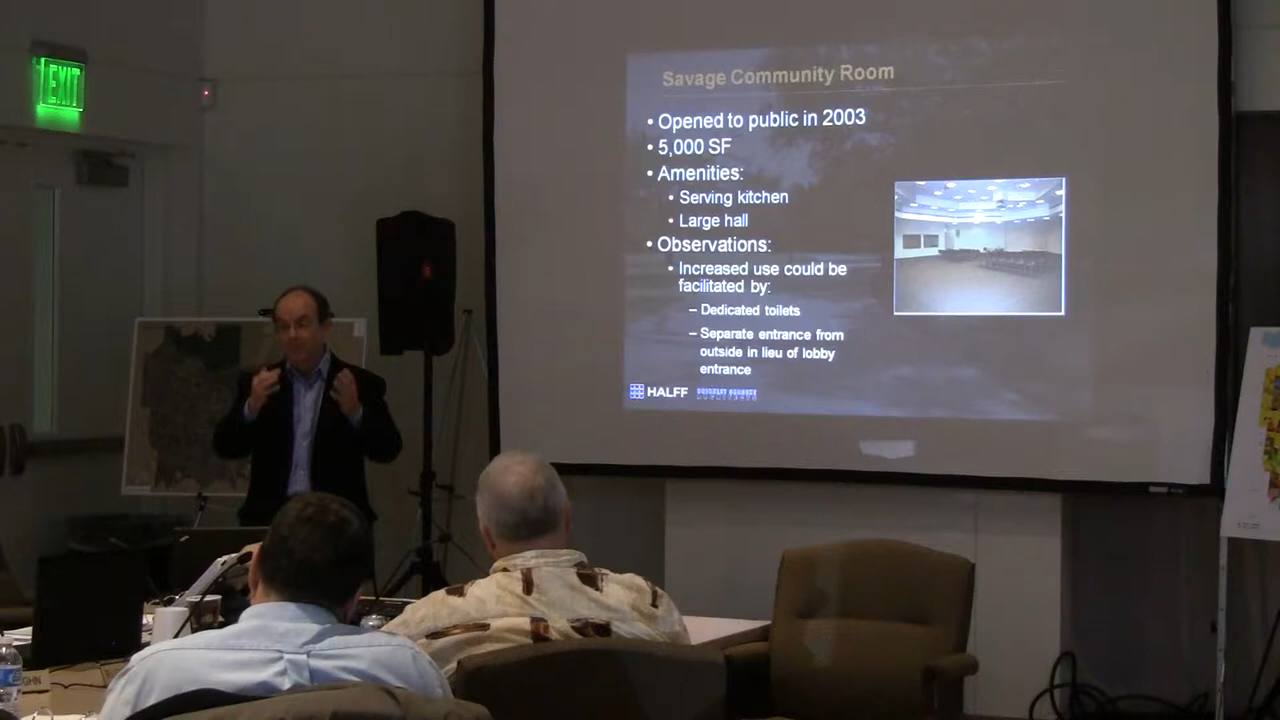 EXIT
Savage Community Room
• Opened to public in 2003
• 5,000 SF
• Amenities:
• Serving kitchen
• Large hall
• Observations:
• Increased use could be
facilitated by:
– Dedicated toilets
– Separate entrance from
outside in lieu of lobby
entrance
HALFF